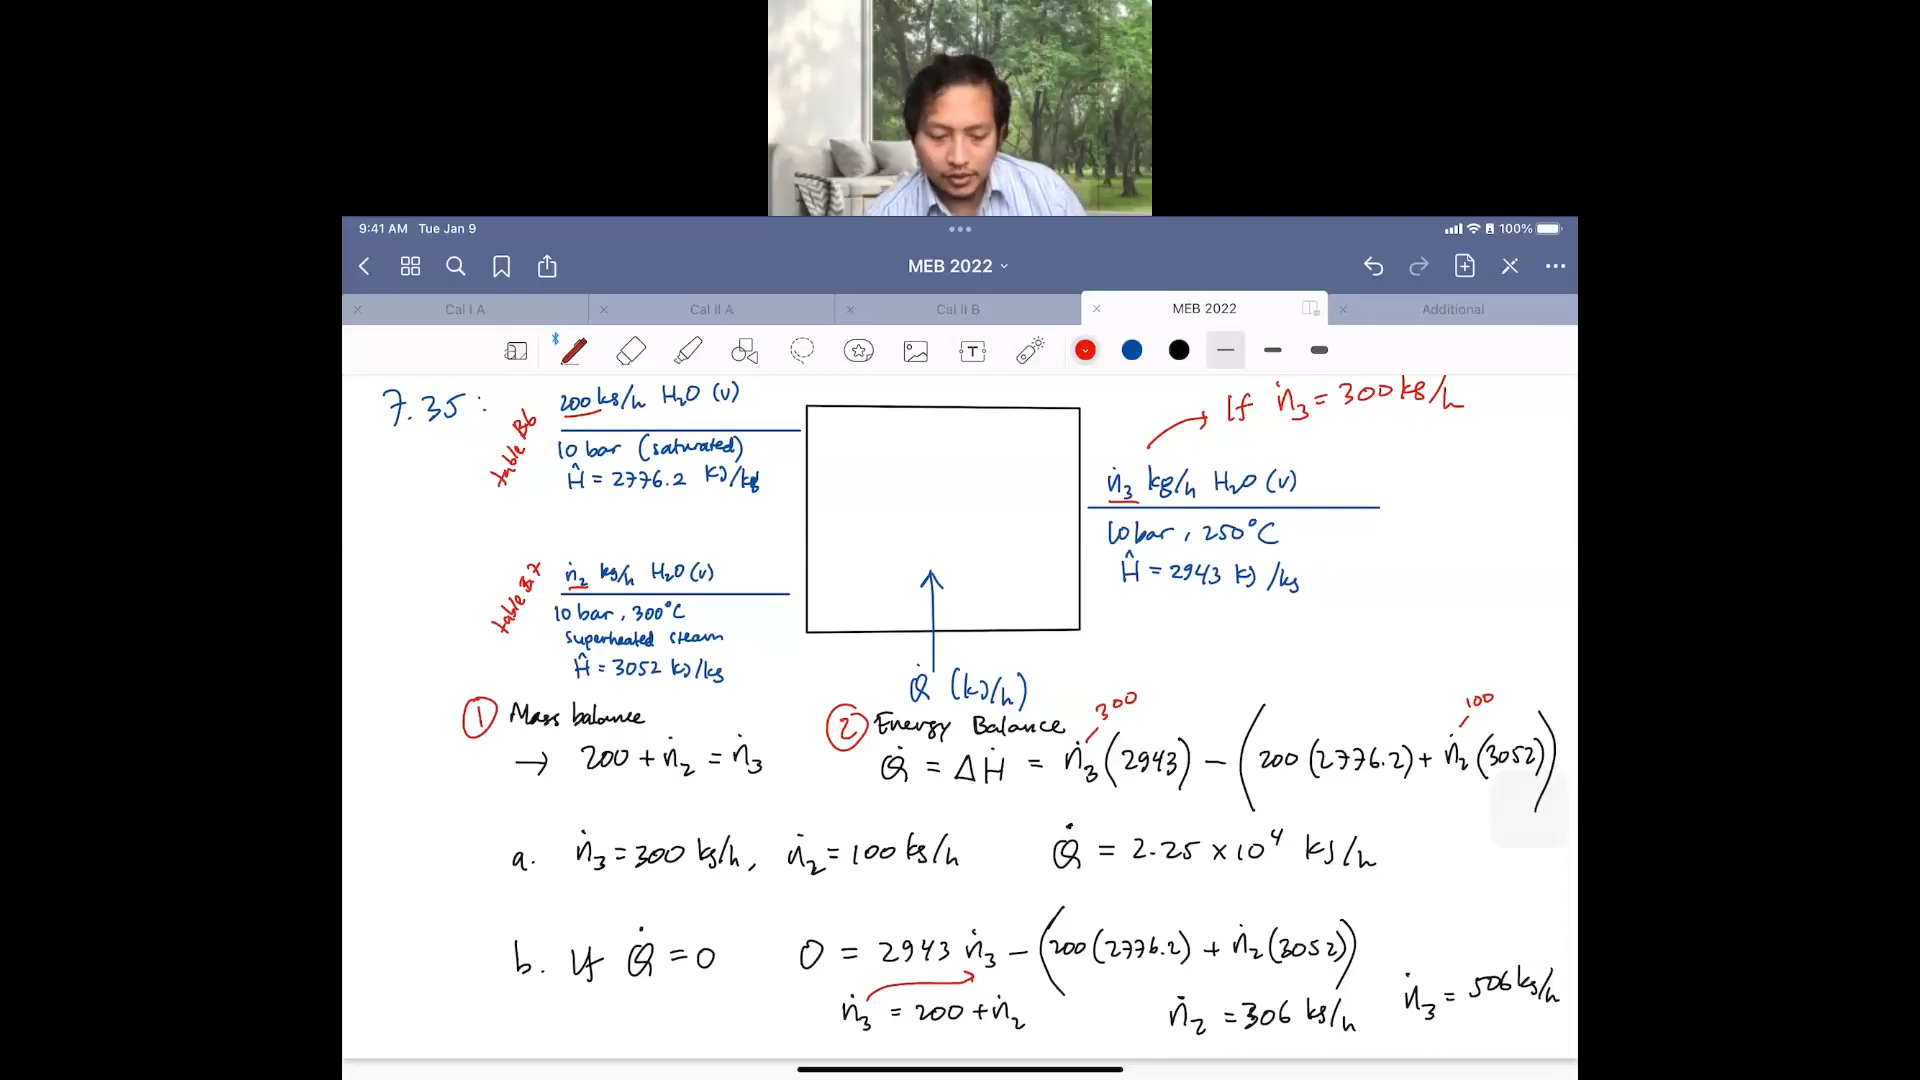 9:41 AM Tue Jan 9
100%
MEB 2022
Cal I A
Cal II A
Cal II B
MEB 2022
Additional
7.35:
table B6
200 kg/h H2O (v)
10 bar (saturated)
Ĥ = 2776.2 kJ/kg
If ṅ3 = 300 kg/h
ṅ3 kg/h H2O (v)
10 bar, 250°C
Ĥ = 2943 kJ/kg
table B.7
ṅ2 kg/h H2O (v)
10 bar, 300°C
superheated steam
Ĥ = 3052 kJ/kg
Q̇ (kJ/h)
① Mass balance
→ 200 + ṅ2 = ṅ3
② Energy Balance
300
100
Q̇ = ΔḢ = ṅ3 (2943) − (200 (2776.2) + ṅ2 (3052))
a. ṅ3 = 300 kg/h, ṅ2 = 100 kg/h Q̇ = 2.25 × 10⁴ kJ/h
b. If Q̇ = 0 0 = 2943 ṅ3 − (200 (2776.2) + ṅ2 (3052))
ṅ3 = 200 + ṅ2 ṅ2 = 306 kg/h ṅ3 = 506 kg/h